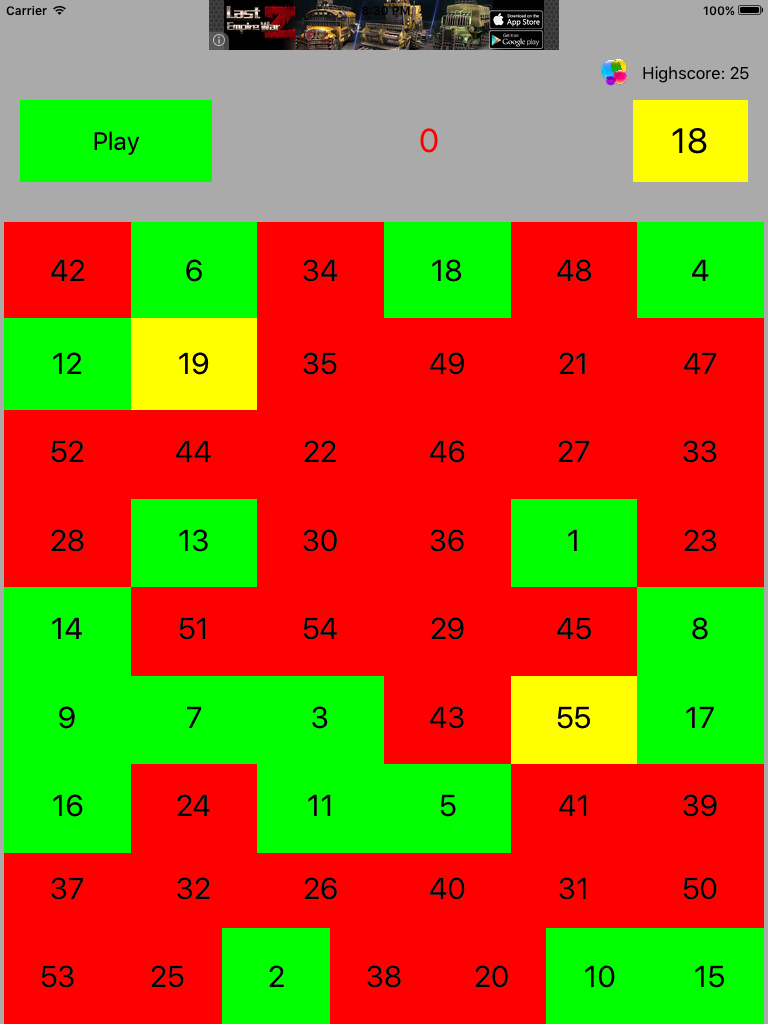 Carrier 8:30 PM 100%
Last Z
Empire War
Download on the
App Store
Get it on
Google play
Highscore: 25
Play 0 18
42 6 34 18 48 4
12 19 35 49 21 47
52 44 22 46 27 33
28 13 30 36 1 23
14 51 54 29 45 8
9 7 3 43 55 17
16 24 11 5 41 39
37 32 26 40 31 50
53 25 2 38 20 10 15